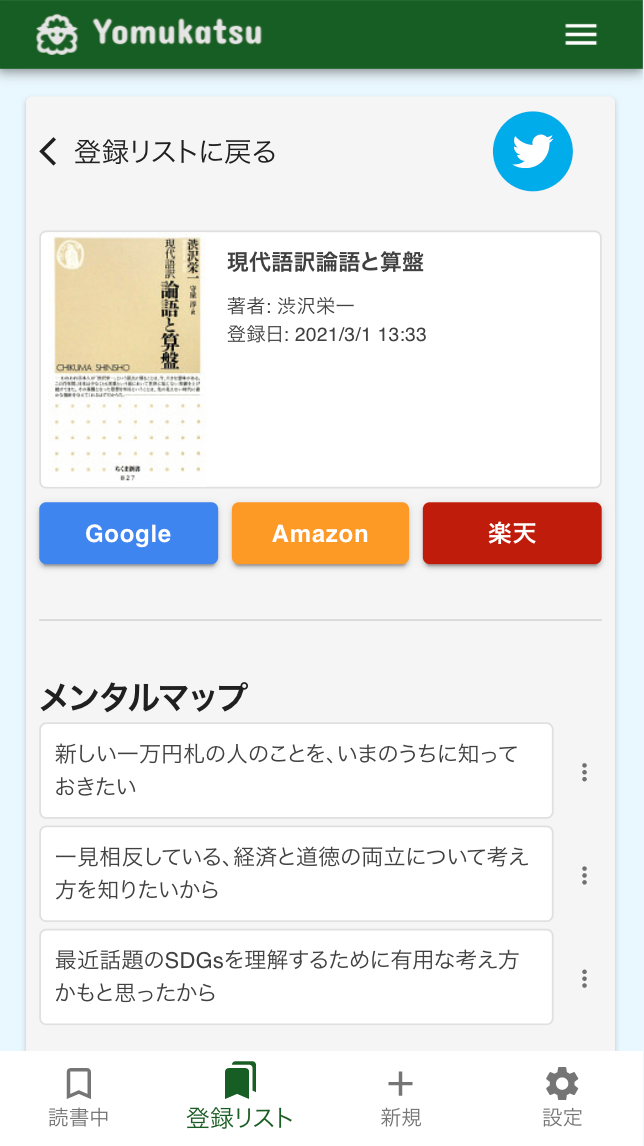 Yomukatsu
登録リストに戻る
渋沢栄一
守屋 淳=訳
現代語訳
論語と算盤
CHIKUMA SHINSHO
ちくま新書
827
現代語訳論語と算盤
著者: 渋沢栄一
登録日: 2021/3/1 13:33
Google
Amazon
楽天
メンタルマップ
新しい一万円札の人のことを、いまのうちに知って
おきたい
一見相反している、経済と道徳の両立について考え
方を知りたいから
最近話題のSDGsを理解するために有用な考え方
かもと思ったから
読書中
登録リスト
新規
設定